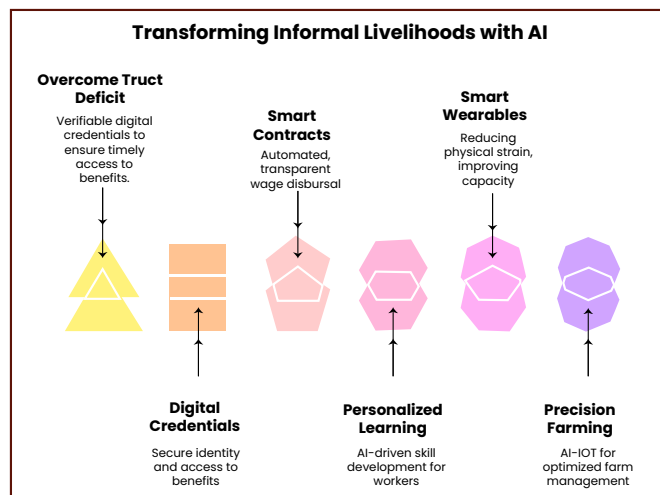 Transforming Informal Livelihoods with AI
Overcome Truct
Deficit
Verifiable digital
credentials to
ensure timely
access to
benefits.
Smart
Contracts
Automated,
transparent
wage disbursal
Smart
Wearables
Reducing
physical strain,
improving
capacity
Digital
Credentials
Secure identity
and access to
benefits
Personalized
Learning
AI-driven skill
development for
workers
Precision
Farming
AI-IOT for
optimized farm
management